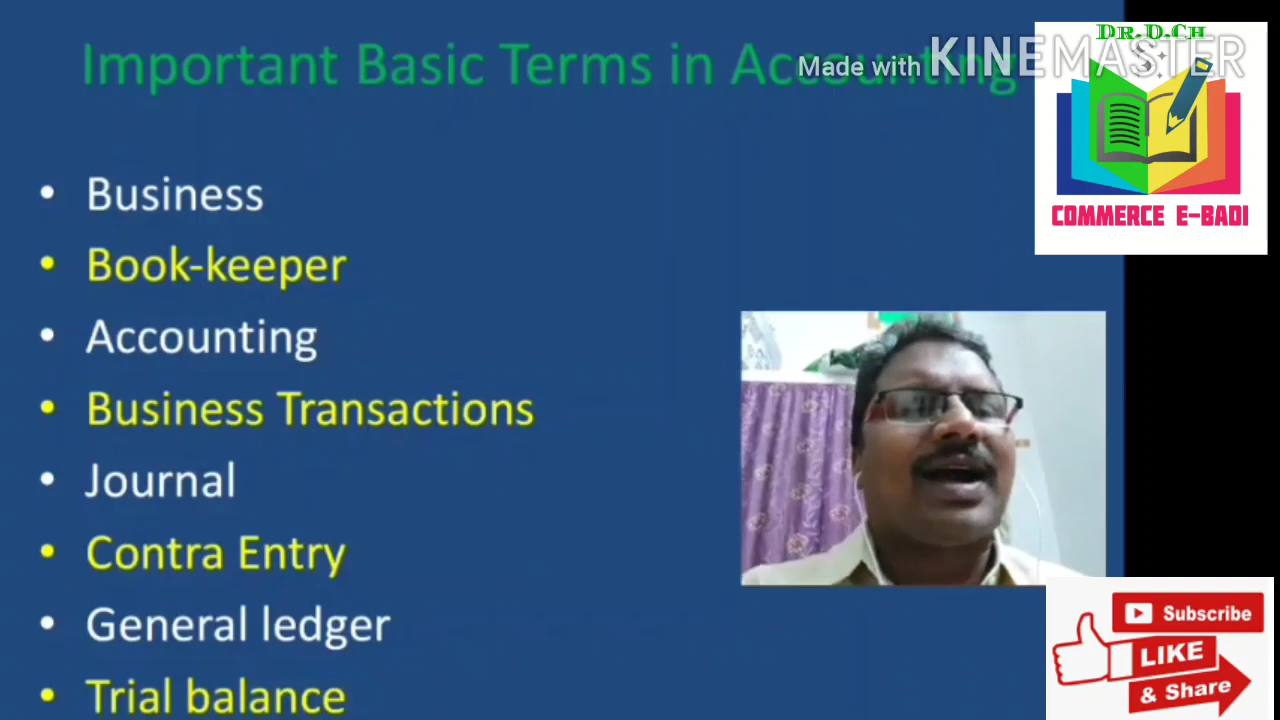 Important Basic Terms in Accounting
Made with KINEMASTER
DR.D.CH
COMMERCE E-BADI
• Business
• Book-keeper
• Accounting
• Business Transactions
• Journal
• Contra Entry
• General ledger
• Trial balance
Subscribe
LIKE
& Share